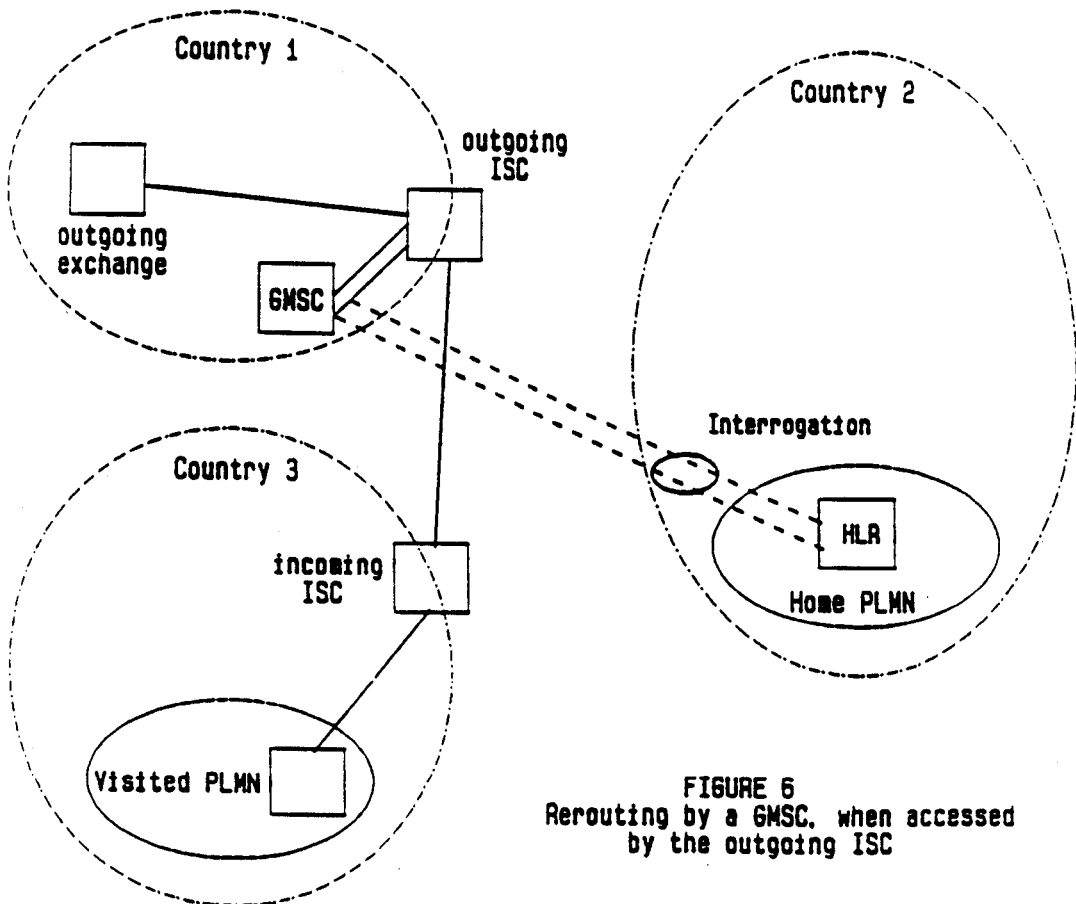 Country 1
Country 2
outgoing
ISC
outgoing
exchange
GMSC
Interrogation
Country 3
HLR
incoming
ISC
Home PLMN
Visited PLMN
FIGURE 6
Rerouting by a GMSC, when accessed
by the outgoing ISC